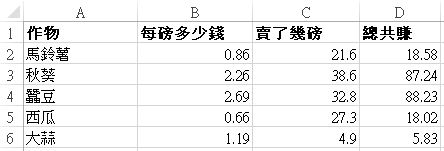 A B C D
1 作物 每磅多少錢 賣了幾磅 總共賺
2 馬鈴薯 0.86 21.6 18.58
3 秋葵 2.26 38.6 87.24
4 蠶豆 2.69 32.8 88.23
5 西瓜 0.66 27.3 18.02
6 大蒜 1.19 4.9 5.83